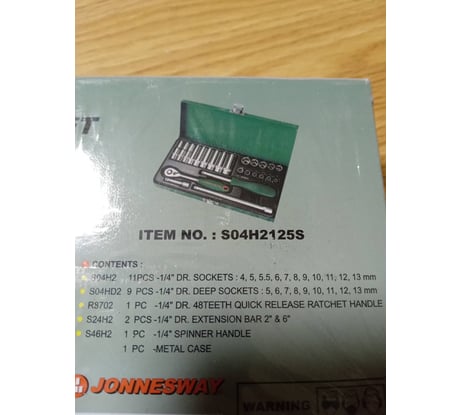 FT
ITEM NO. : S04H2125S
CONTENTS :
S04H2 11PCS -1/4" DR. SOCKETS : 4, 5, 5.5, 6, 7, 8, 9, 10, 11, 12, 13 mm
S04HD2 9 PCS -1/4" DR. DEEP SOCKETS : 5, 6, 7, 8, 9, 10, 11, 12, 13 mm
R3702 1 PC -1/4" DR. 48TEETH QUICK RELEASE RATCHET HANDLE
S24H2 2 PCS -1/4" DR. EXTENSION BAR 2" & 6"
S46H2 1 PC -1/4" SPINNER HANDLE
1 PC -METAL CASE
JONNESWAY
WARNING